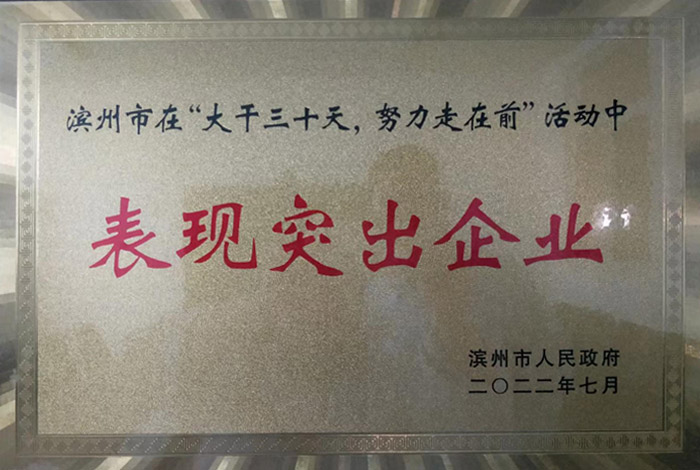 滨州市在“大干三十天，努力走在前”活动中
表现突出企业
滨州市人民政府
二〇二二年七月